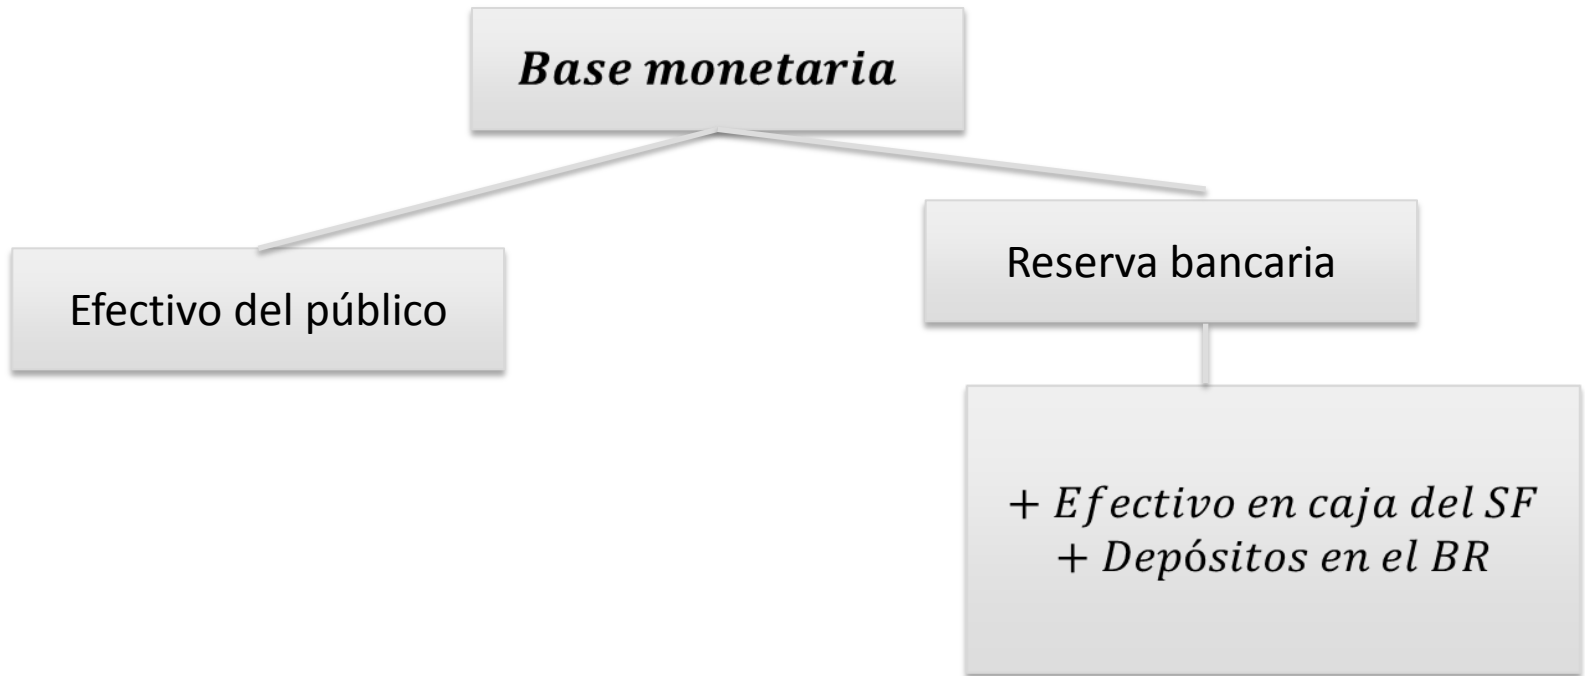 Base monetaria
Efectivo del público
Reserva bancaria
+ Efectivo en caja del SF
+ Depósitos en el BR